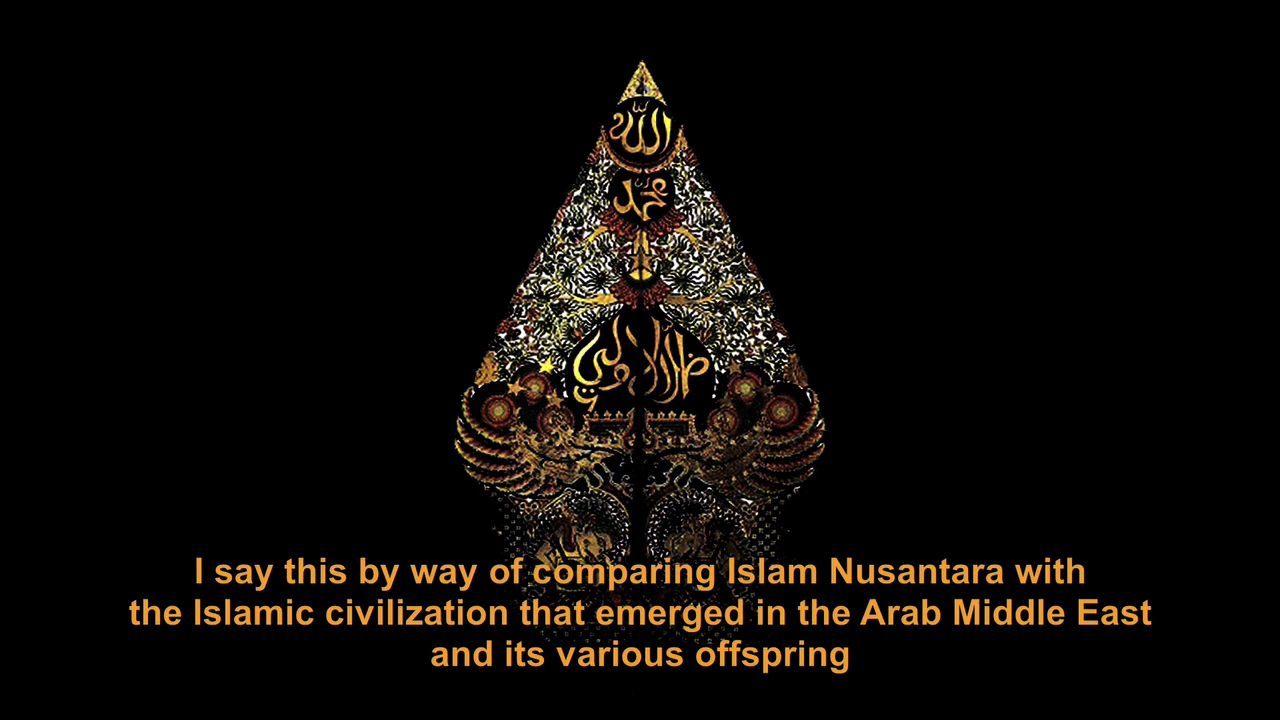 الله
محمد
I say this by way of comparing Islam Nusantara with
the Islamic civilization that emerged in the Arab Middle East
and its various offspring